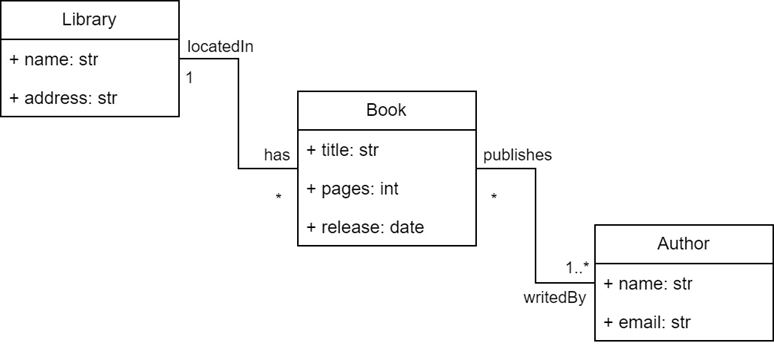 Library
+ name: str
+ address: str
locatedIn
1
Book
+ title: str
+ pages: int
+ release: date
has
*
publishes
*
Author
+ name: str
+ email: str
1..*
writedBy